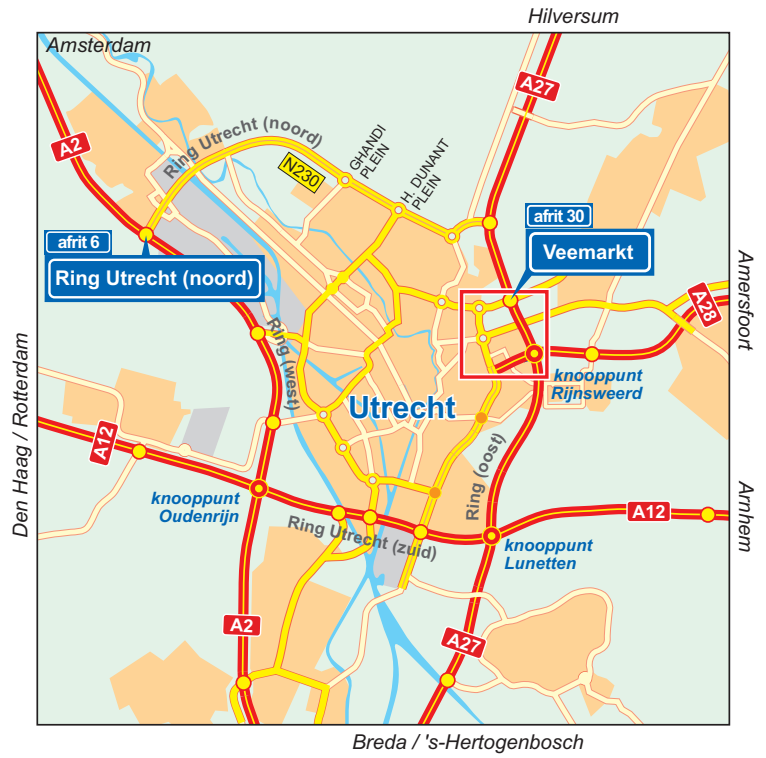 Hilversum
Amsterdam
A27
A2
Ring Utrecht (noord)
N230
GHANDI
PLEIN
H. DUNANT
PLEIN
afrit 30
Veemarkt
afrit 6
Ring Utrecht (noord)
Amersfoort
A28
Den Haag / Rotterdam
Ring (west)
knooppunt
Rijnsweerd
Utrecht
A12
Ring (oost)
knooppunt
Oudenrijn
Ring Utrecht (zuid)
A12
Arnhem
knooppunt
Lunetten
A2
A27
Breda / 's-Hertogenbosch